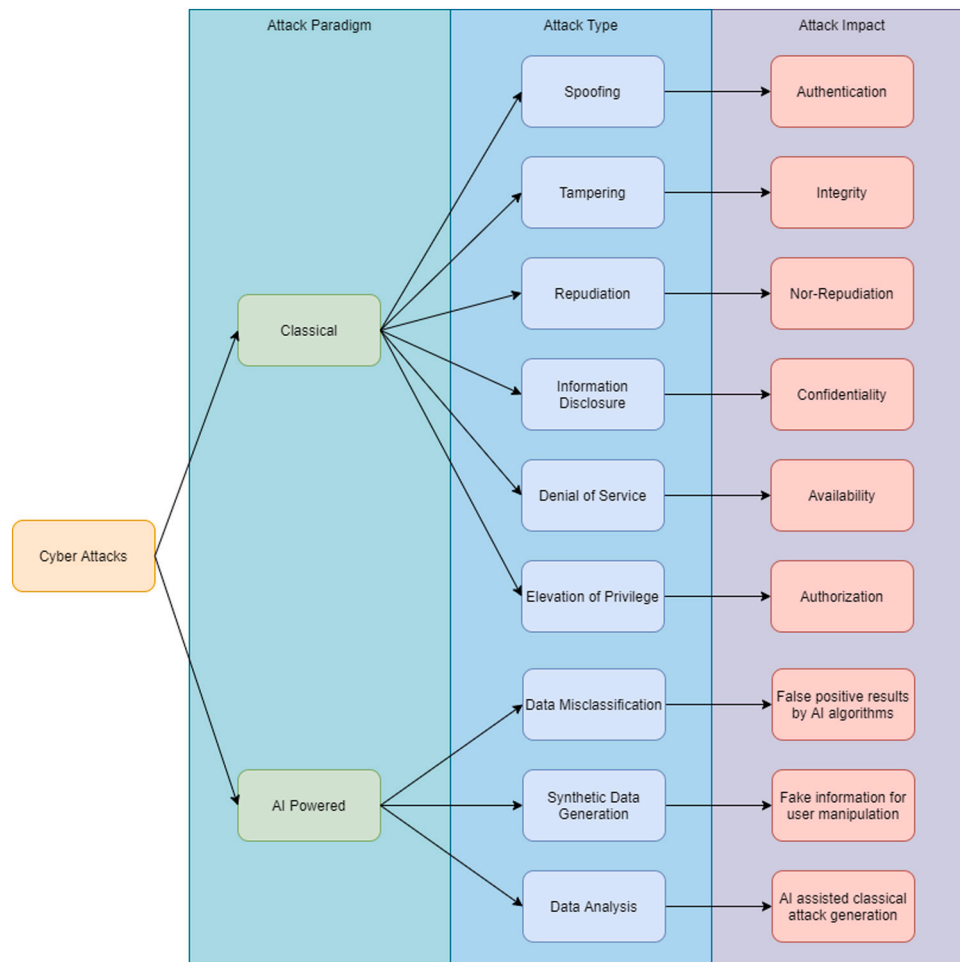 Attack Paradigm
Attack Type
Attack Impact
Spoofing
Authentication
Tampering
Integrity
Repudiation
Nor-Repudiation
Classical
Information
Disclosure
Confidentiality
Denial of Service
Availability
Cyber Attacks
Elevation of Privilege
Authorization
Data Misclassification
False positive results
by AI algorithms
AI Powered
Synthetic Data
Generation
Fake information for
user manipulation
Data Analysis
AI assisted classical
attack generation